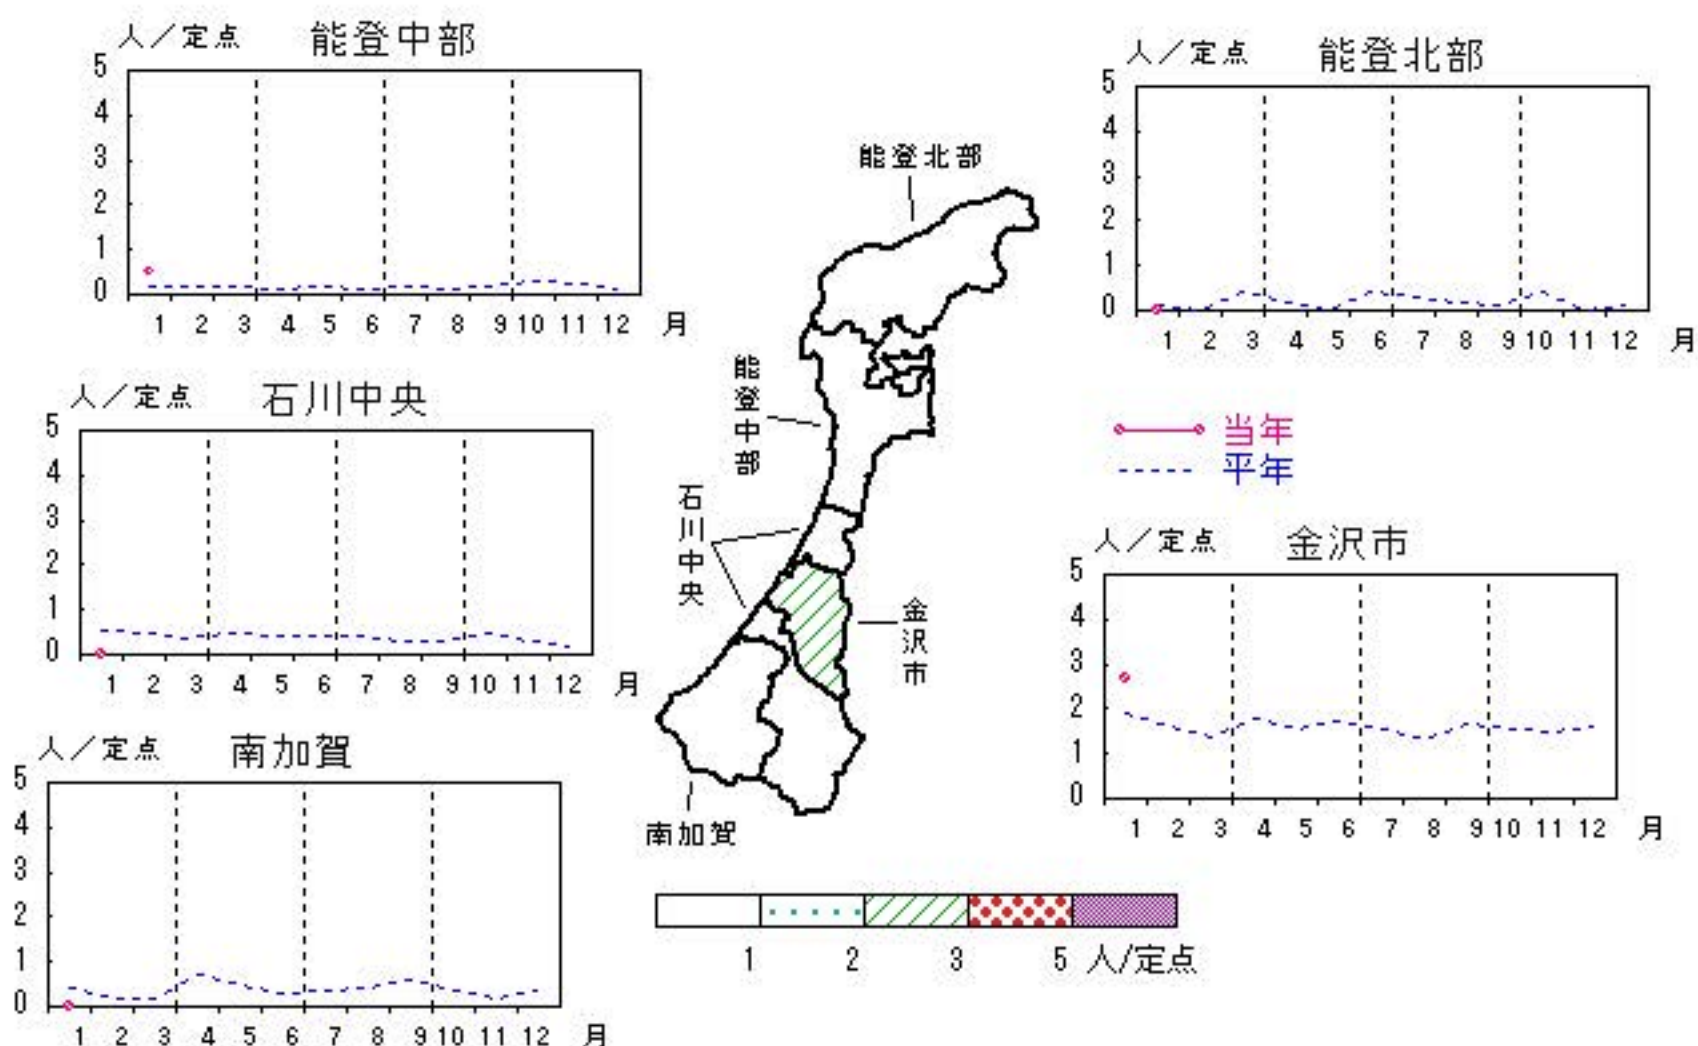 人/定点 能登中部
5
4
3
2
1
0
1 2 3 4 5 6 7 8 9 10 11 12 月
人/定点 能登北部
5
4
3
2
1
0
1 2 3 4 5 6 7 8 9 10 11 12 月
人/定点 石川中央
5
4
3
2
1
0
1 2 3 4 5 6 7 8 9 10 11 12 月
当年
平年
人/定点 金沢市
5
4
3
2
1
0
1 2 3 4 5 6 7 8 9 10 11 12 月
人/定点 南加賀
5
4
3
2
1
0
1 2 3 4 5 6 7 8 9 10 11 12 月
能登北部
能登中部
石川中央
金沢市
南加賀
1 2 3 5 人/定点